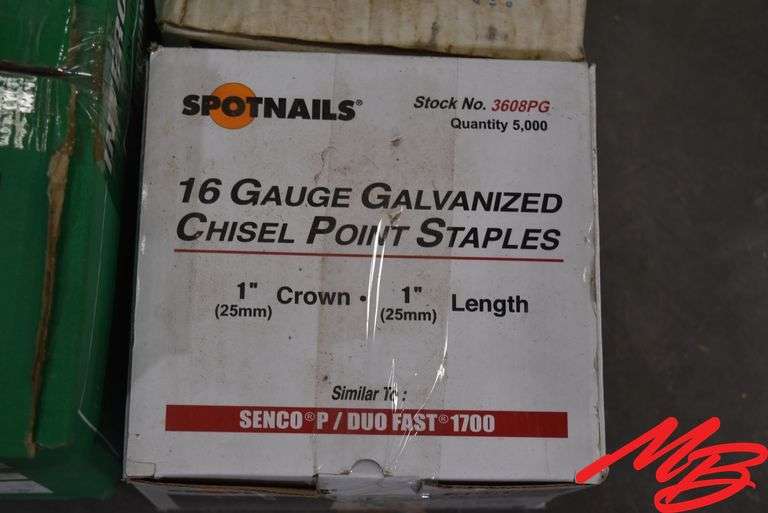 SPOTNAILS®
Stock No. 3608PG
Quantity 5,000
16 GAUGE GALVANIZED
CHISEL POINT STAPLES
1" Crown • 1" Length
(25mm) (25mm)
Similar To :
SENCO® P / DUO FAST® 1700
MB